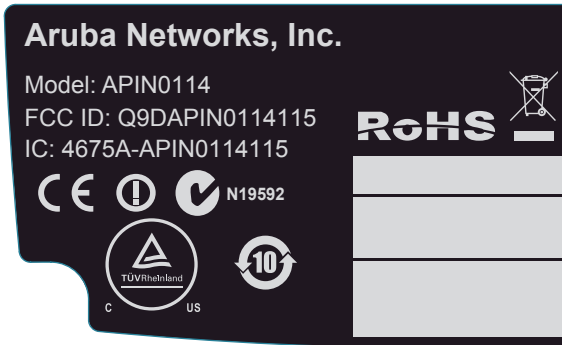 Aruba Networks, Inc.
Model: APIN0114
FCC ID: Q9DAPIN0114115
IC: 4675A-APIN0114115
RoHS
CE N19592
TÜVRheinland
C US
10